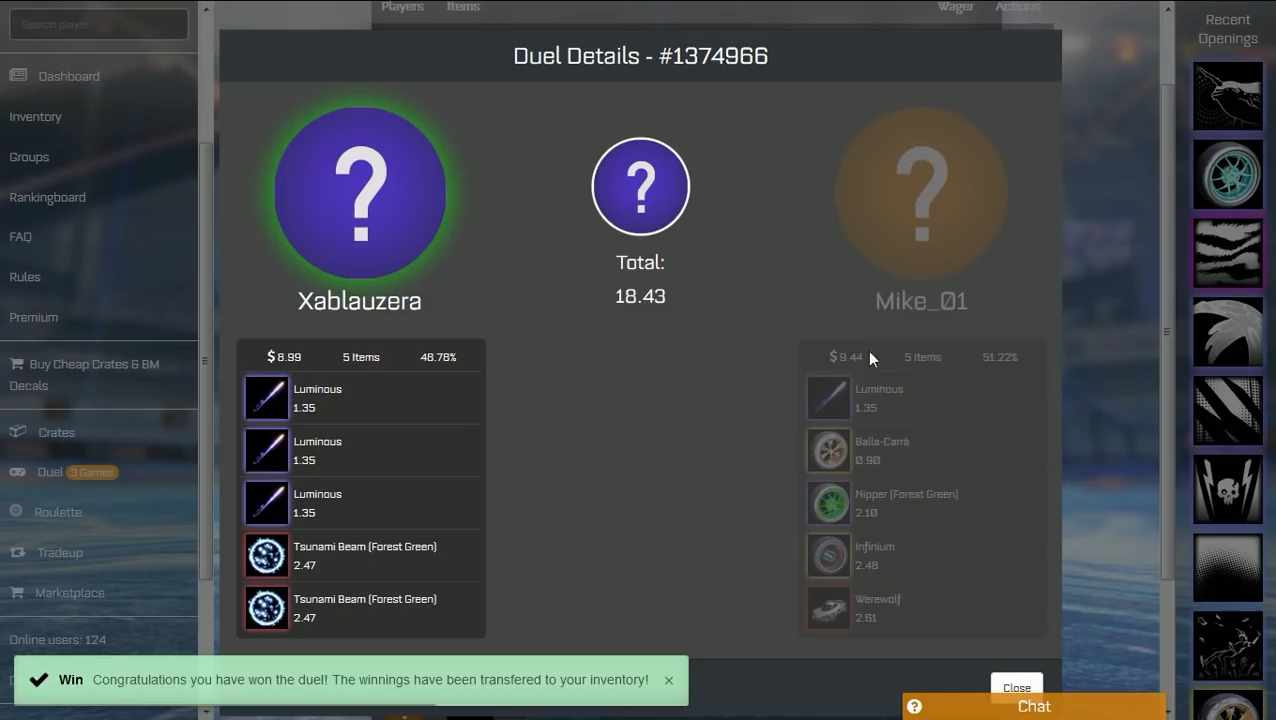 Search player
Players
Items
Wager
Actions
Recent
Openings
Duel Details - #1374966
Dashboard
Inventory
Groups
Rankingboard
FAQ
Rules
Premium
Buy Cheap Crates & BM
Decals
Crates
Duel 3 Games
Roulette
Tradeup
Marketplace
Online users: 124
?
Xablauzera
?
Total:
18.43
?
Mike_01
$ 8.99 5 Items 48.78%
Luminous
1.35
Luminous
1.35
Luminous
1.35
Tsunami Beam (Forest Green)
2.47
Tsunami Beam (Forest Green)
2.47
$ 9.44 5 Items 51.22%
Luminous
1.35
Balla-Carrà
0.90
Nipper (Forest Green)
2.10
Infinium
2.48
Werewolf
2.61
Win Congratulations you have won the duel! The winnings have been transfered to your inventory! ×
Close
? Chat